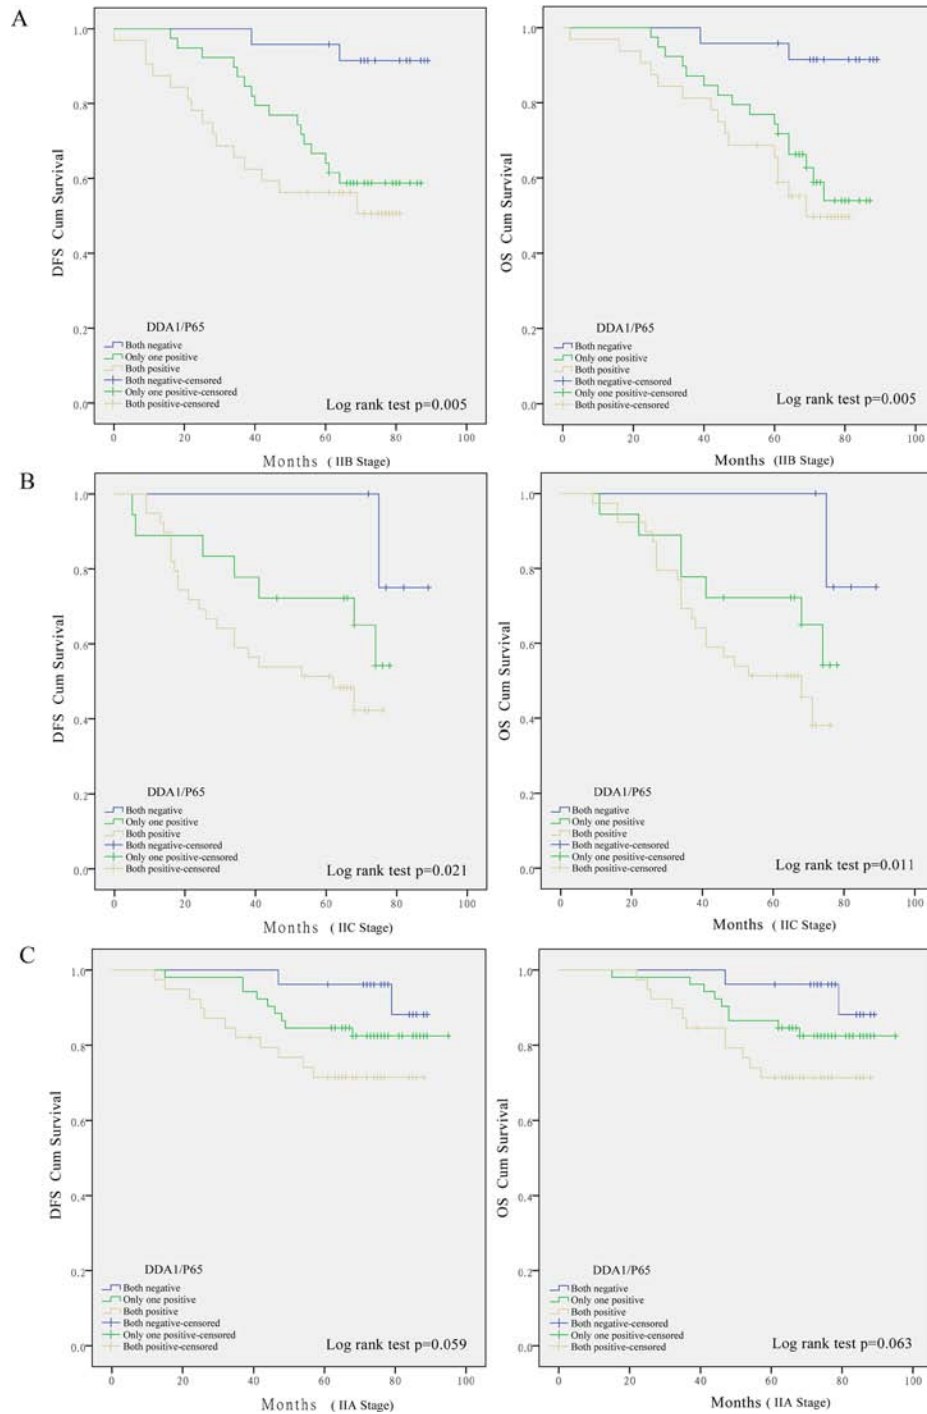 A
DFS Cum Survival
1.0
0.8
0.6
0.4
0.2
0.0
DDA1/P65
Both negative
Only one positive
Both positive
Both negative-censored
Only one positive-censored
Both positive-censored
Log rank test p=0.005
0 20 40 60 80 100
Months ( IIB Stage)
OS Cum Survival
1.0
0.8
0.6
0.4
0.2
0.0
DDA1/P65
Both negative
Only one positive
Both positive
Both negative-censored
Only one positive-censored
Both positive-censored
Log rank test p=0.005
0 20 40 60 80 100
Months (IIB Stage)
B
DFS Cum Survival
1.0
0.8
0.6
0.4
0.2
0.0
DDA1/P65
Both negative
Only one positive
Both positive
Both negative-censored
Only one positive-censored
Both positive-censored
Log rank test p=0.021
0 20 40 60 80 100
Months ( IIC Stage)
OS Cum Survival
1.0
0.8
0.6
0.4
0.2
0.0
DDA1/P65
Both negative
Only one positive
Both positive
Both negative-censored
Only one positive-censored
Both positive-censored
Log rank test p=0.011
0 20 40 60 80 100
Months ( IIC Stage)
C
DFS Cum Survival
1.0
0.8
0.6
0.4
0.2
0.0
DDA1/P65
Both negative
Only one positive
Both positive
Both negative-censored
Only one positive-censored
Both positive-censored
Log rank test p=0.059
0 20 40 60 80 100
Months ( IIA Stage)
OS Cum Survival
1.0
0.8
0.6
0.4
0.2
0.0
DDA1/P65
Both negative
Only one positive
Both positive
Both negative-censored
Only one positive-censored
Both positive-censored
Log rank test p=0.063
0 20 40 60 80 100
Months ( IIA Stage)